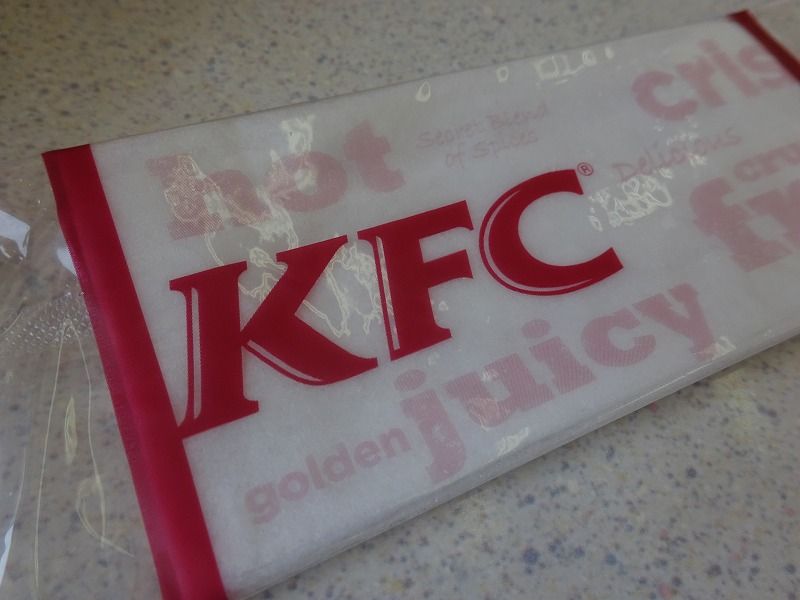 hot
Secret Blend
of Spices
cris
Delicious
KFC®
golden
juicy